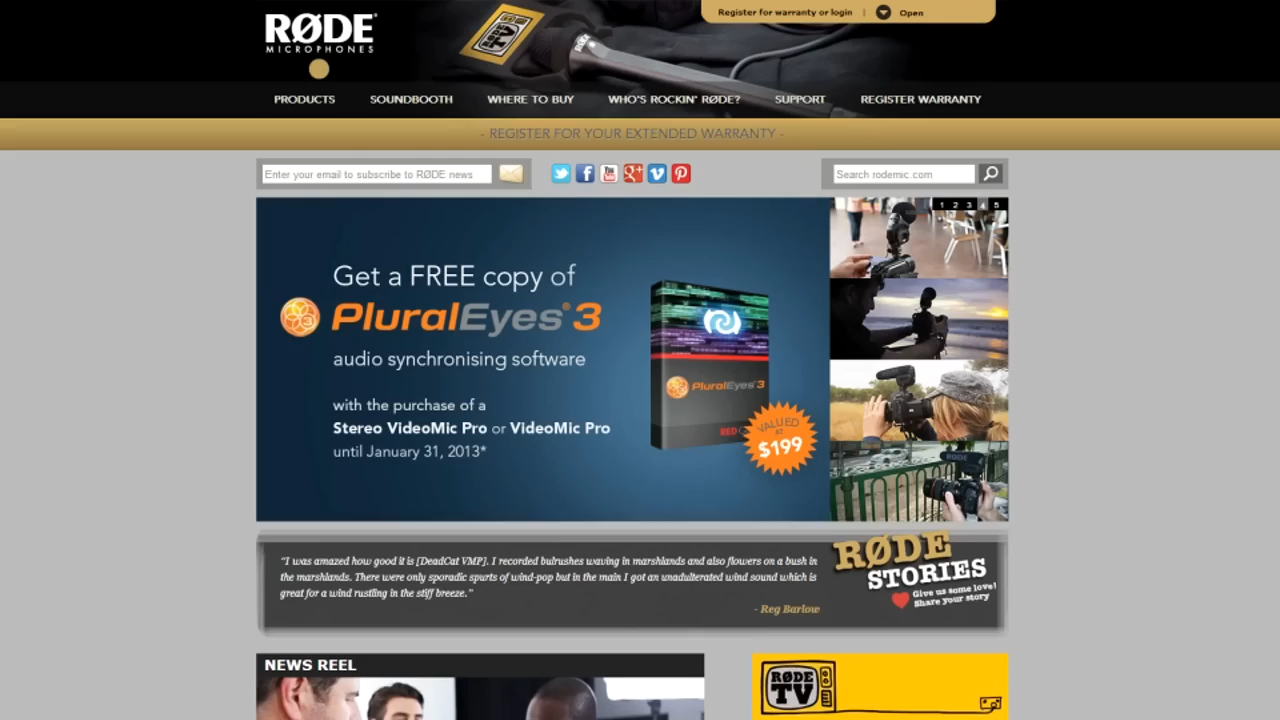 Register for warranty or login | Open
RØDE
MICROPHONES
PRODUCTS SOUNDBOOTH WHERE TO BUY WHO'S ROCKIN' RØDE? SUPPORT REGISTER WARRANTY
- REGISTER FOR YOUR EXTENDED WARRANTY -
Enter your email to subscribe to RØDE news
Search rodemic.com
1 2 3 4 5
Get a FREE copy of
PluralEyes® 3
audio synchronising software
with the purchase of a
Stereo VideoMic Pro or VideoMic Pro
until January 31, 2013*
PluralEyes® 3
VALUED
AT
$199
RØDE
"I was amazed how good it is [DeadCat VMP]. I recorded bulrushes waving in marshlands and also flowers on a bush in
the marshlands. There were only sporadic spurts of wind-pop but in the main I got an unadulterated wind sound which is
great for a wind rustling in the stiff breeze."
- Reg Barlow
RØDE
STORIES
Give us some love!
Share your story
NEWS REEL
RØDE
TV